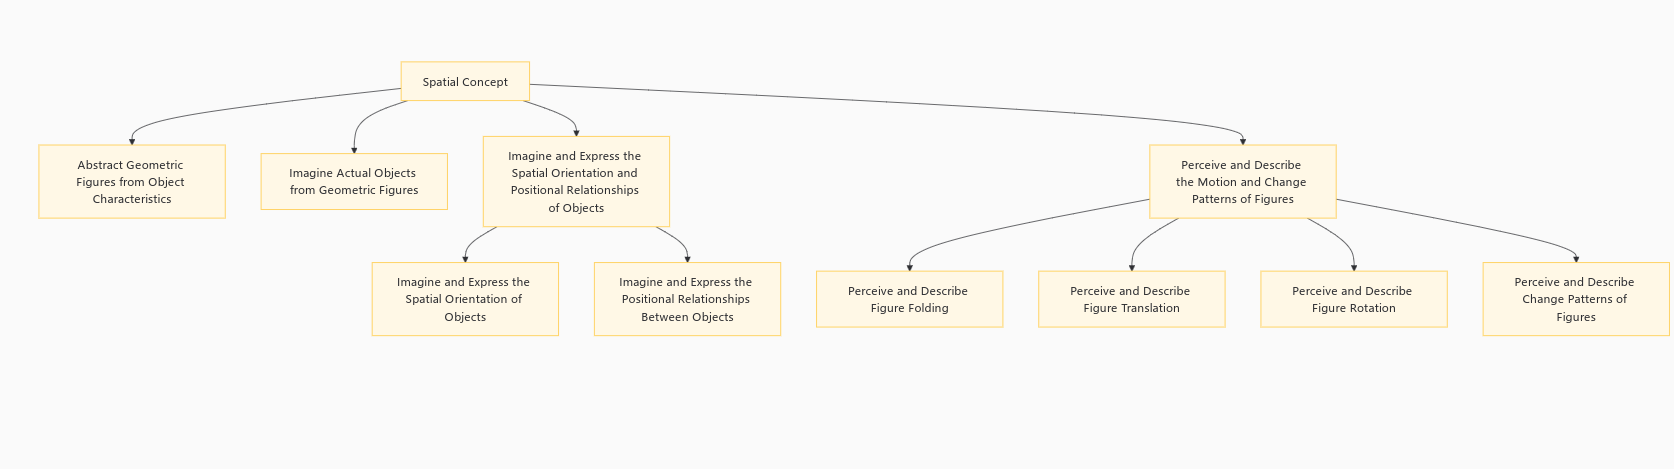 Spatial Concept
Abstract Geometric
Figures from Object
Characteristics
Imagine Actual Objects
from Geometric Figures
Imagine and Express the
Spatial Orientation and
Positional Relationships
of Objects
Perceive and Describe
the Motion and Change
Patterns of Figures
Imagine and Express the
Spatial Orientation of
Objects
Imagine and Express the
Positional Relationships
Between Objects
Perceive and Describe
Figure Folding
Perceive and Describe
Figure Translation
Perceive and Describe
Figure Rotation
Perceive and Describe
Change Patterns of
Figures